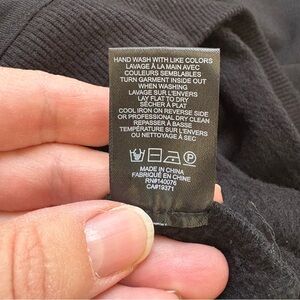 HAND WASH WITH LIKE COLORS
LAVAGE À LA MAIN AVEC
COULEURS SEMBLABLES
TURN GARMENT INSIDE OUT
WHEN WASHING
LAVAGE SUR L'ENVERS
LAY FLAT TO DRY
SÉCHER À PLAT
COOL IRON ON REVERSE SIDE
OR PROFESSIONAL DRY CLEAN
REPASSER À BASSE
TEMPÉRATURE SUR L'ENVERS
OU NETTOYAGE À SEC
P
MADE IN CHINA
FABRIQUÉ EN CHINE
RN#140076
CA#19371